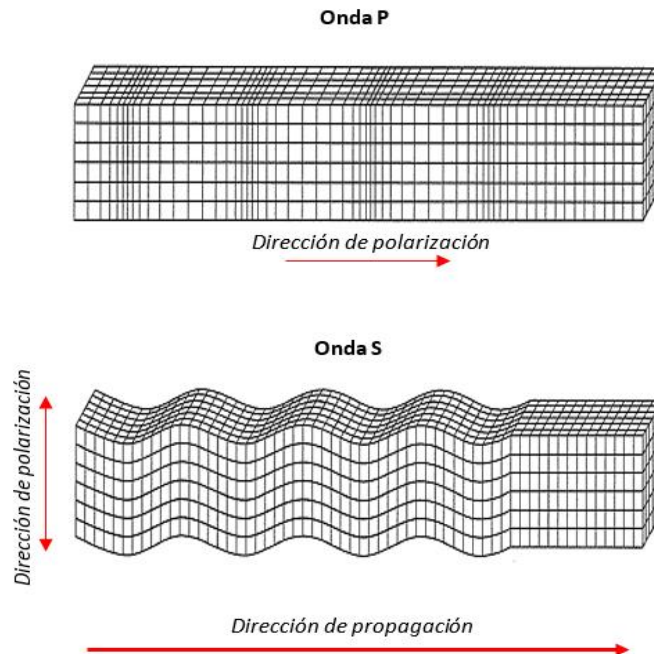 Onda P
Dirección de polarización
Onda S
Dirección de polarización
Dirección de propagación